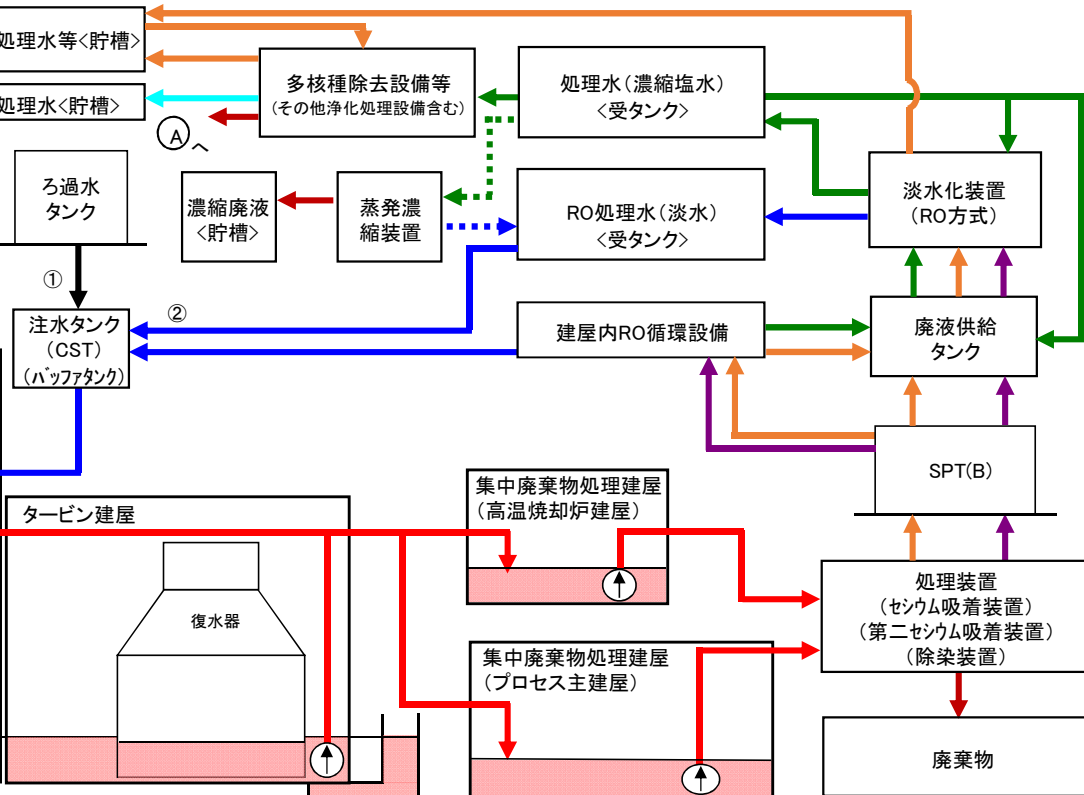 処理水等<貯槽>
多核種除去設備等
(その他浄化処理設備含む)
処理水(濃縮塩水)
<受タンク>
処理水<貯槽>
A
へ
ろ過水
タンク
濃縮廃液
<貯槽>
蒸発濃
縮装置
RO処理水(淡水)
<受タンク>
淡水化装置
(RO方式)
①
②
注水タンク
(CST)
(バッファタンク)
建屋内RO循環設備
廃液供給
タンク
SPT(B)
タービン建屋
復水器
集中廃棄物処理建屋
(高温焼却炉建屋)
集中廃棄物処理建屋
(プロセス主建屋)
処理装置
(セシウム吸着装置)
(第二セシウム吸着装置)
(除染装置)
廃棄物